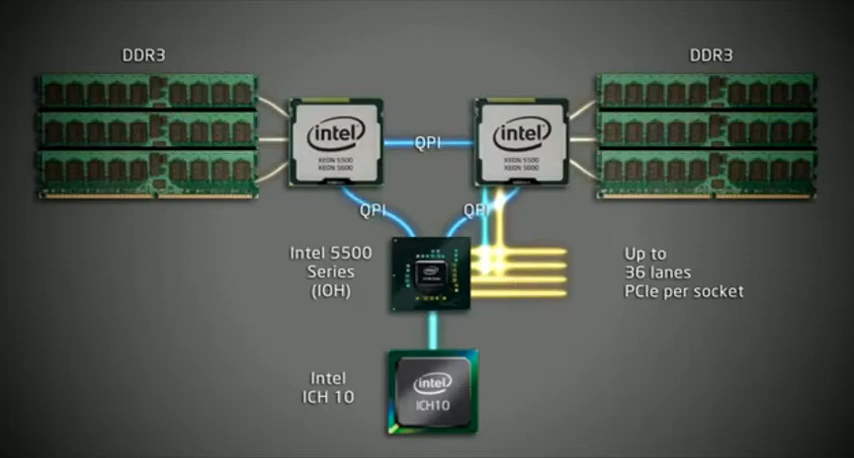 DDR3
DDR3
intel
XEON 5500
XEON 5600
QPI
intel
XEON 5500
XEON 5600
QPI
QPI
Intel 5500
Series
(IOH)
intel
Up to
36 lanes
PCIe per socket
Intel
ICH 10
intel
ICH10